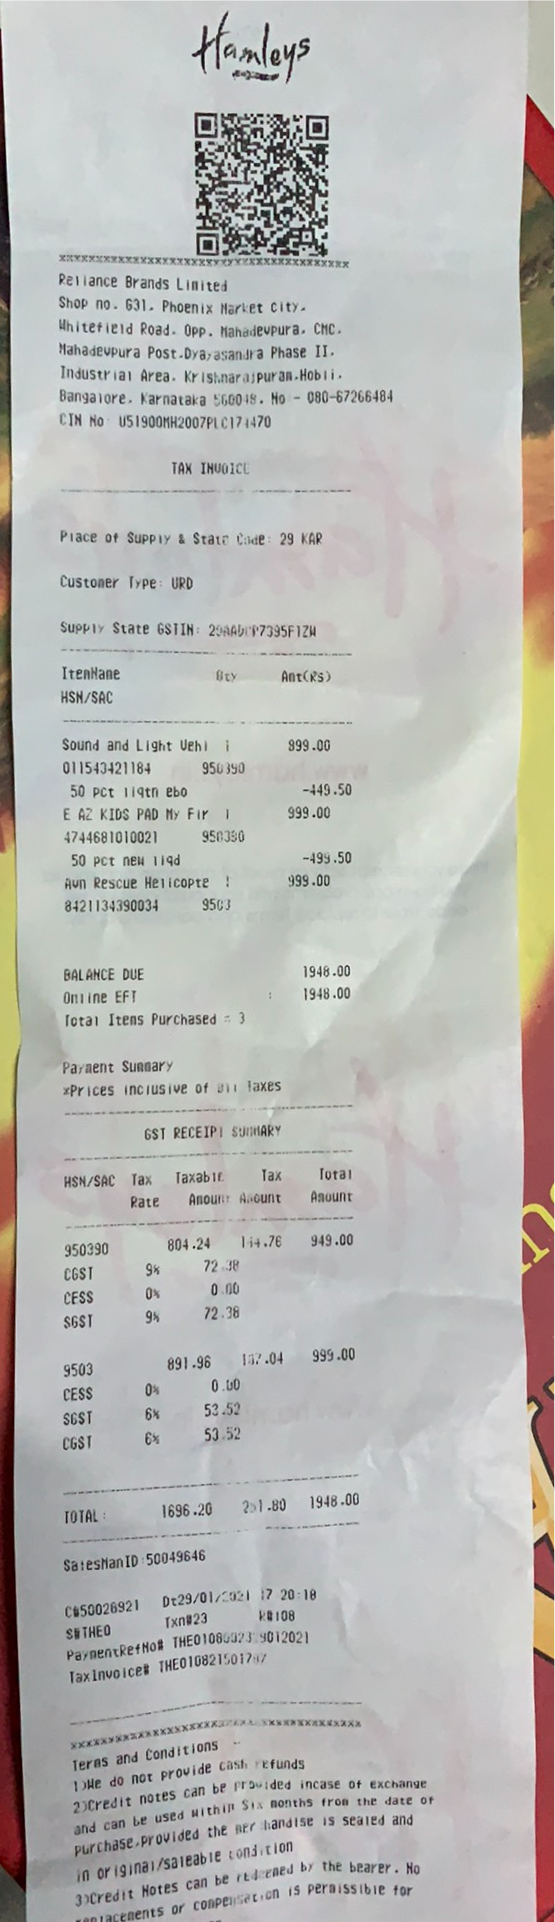 Hamleys
xxxxxxxxxxxxxxxxxxxxxxxxxxxxxxxxxxxxxxxx
Reliance Brands Limited
Shop no. G31, Phoenix Market City,
Whitefield Road, Opp. Mahadevpura, CMC,
Mahadevpura Post,Dyavasandra Phase II,
Industrial Area, Krishnarajpuram,Hobli,
Bangalore, Karnataka 560048. No - 080-67266484
CIN No U51900MH2007PLC174470
TAX INVOICE
Place of Supply & State Code: 29 KAR
Customer Type: URD
Supply State GSTIN:
ItemName Qty Amt(Rs)
HSN/SAC
Sound and Light Vehi 1 899.00
011543421184 950390
50 pct light ebo -449.50
E AZ KIDS PAD My Fir 1 999.00
4744681010021 950390
50 pct new liqd -499.50
Avn Rescue Helicopte 1 999.00
8421134390034 9503
BALANCE DUE 1948.00
Online EFT : 1948.00
Total Items Purchased = 3
Payment Summary
*Prices inclusive of all Taxes
GST RECEIPT SUMMARY
HSN/SAC Tax Taxable Tax Total
Rate Amount Amount Amount
950390 804.24 144.76 949.00
CGST 9% 72.38
CESS 0% 0.00
SGST 9% 72.38
9503 891.96 107.04 999.00
CESS 0% 0.00
SGST 6% 53.52
CGST 6% 53.52
TOTAL: 1696.20 251.80 1948.00
SalesManID:50049646
C#50026921 Dt29/01/2021 17 20:18
S#THEO Txn#23 R#108
PaymentRefNo#
TaxInvoice#
xxxxxxxxxxxxxxxxxxxxxxxxxxxxxxxxxxxxxxxx
Terms and Conditions -
1)We do not provide cash refunds
2)Credit notes can be provided incase of exchange
and can be used within Six months from the date of
purchase,provided the merchandise is sealed and
in original/saleable condition
3)Credit Notes can be redeemed by the bearer. No
replacements or compensation is permissible for